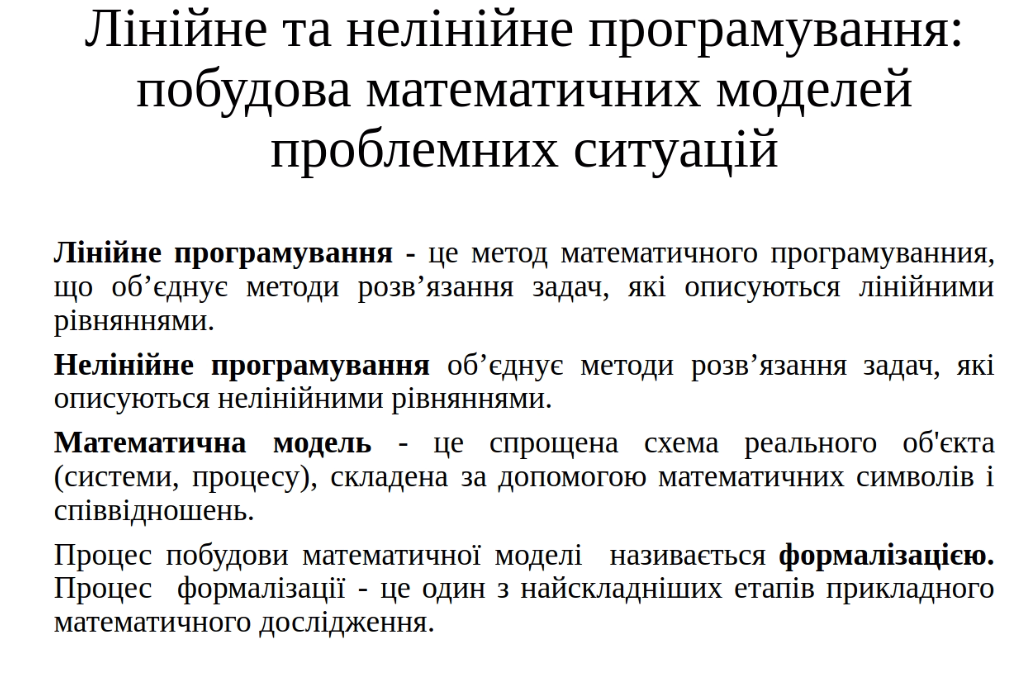 Лінійне та нелінійне програмування:
побудова математичних моделей
проблемних ситуацій
Лінійне програмування - це метод математичного програмуванния,
що об’єднує методи розв’язання задач, які описуються лінійними
рівняннями.
Нелінійне програмування об’єднує методи розв’язання задач, які
описуються нелінійними рівняннями.
Математична модель - це спрощена схема реального об'єкта
(системи, процесу), складена за допомогою математичних символів і
співвідношень.
Процес побудови математичної моделі називається формалізацією.
Процес формалізації - це один з найскладніших етапів прикладного
математичного дослідження.